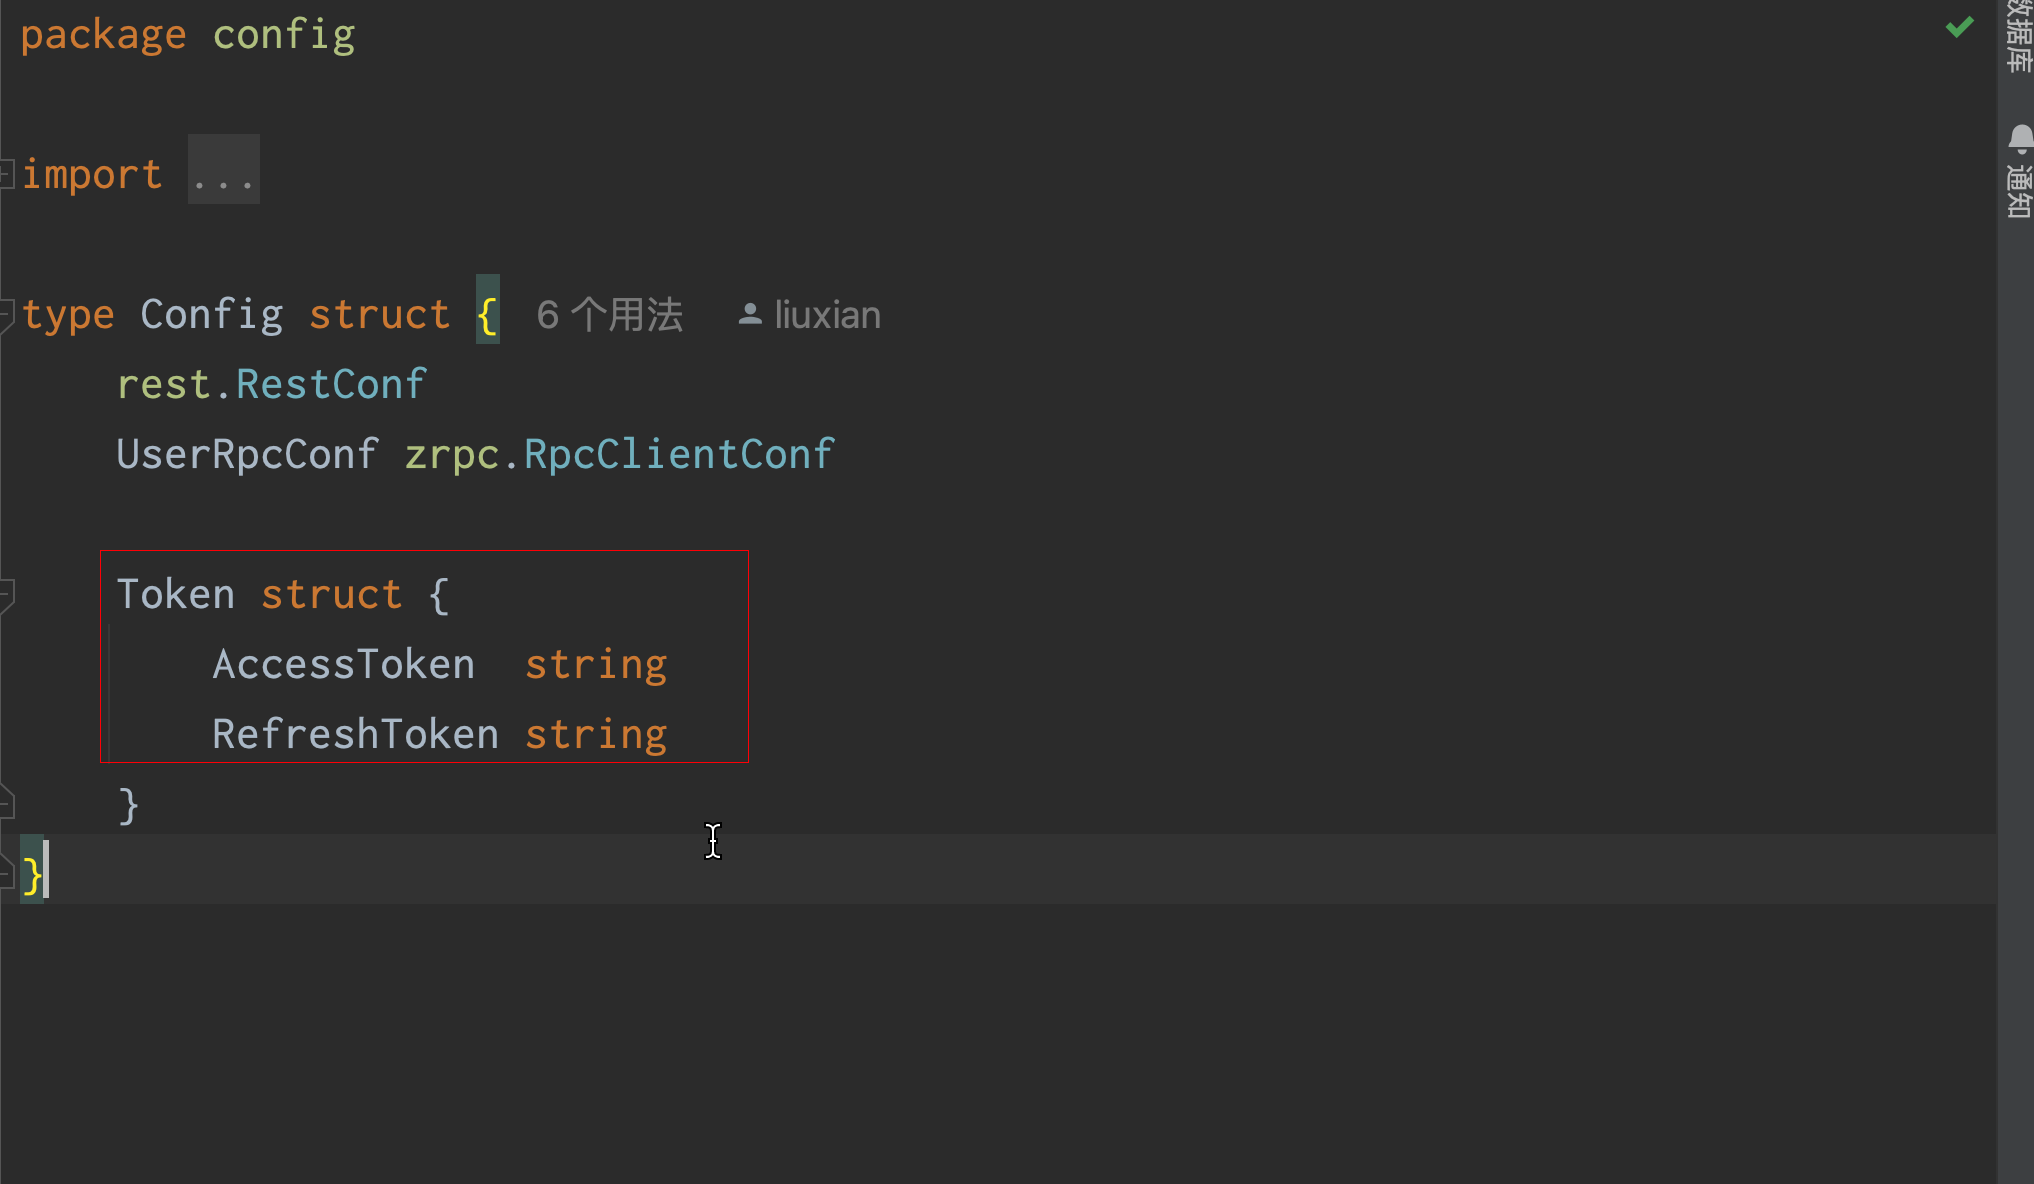 package config
import ...
type Config struct { 6 个用法 liuxian
rest.RestConf
UserRpcConf zrpc.RpcClientConf
Token struct {
AccessToken string
RefreshToken string
}
}
数据库
通知